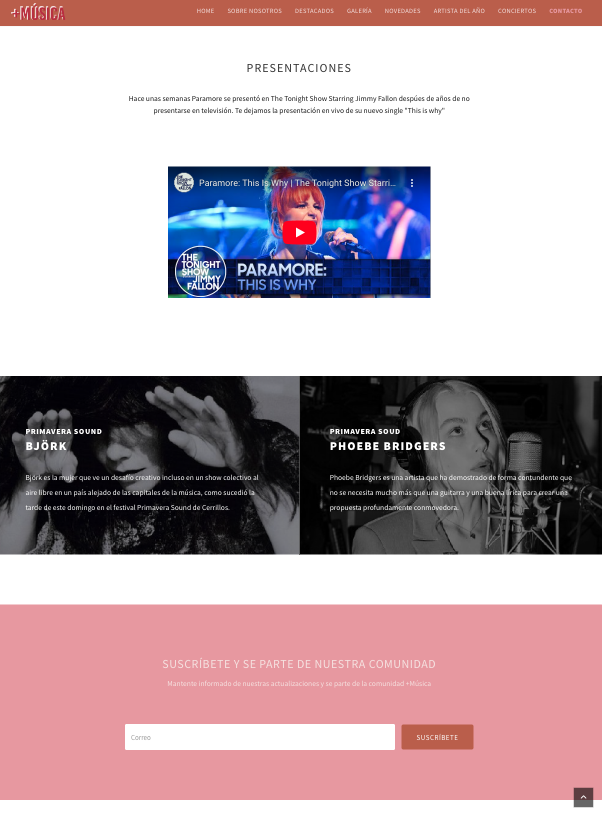 +MÚSICA
HOME SOBRE NOSOTROS DESTACADOS GALERÍA NOVEDADES ARTISTA DEL AÑO CONCIERTOS CONTACTO
PRESENTACIONES
Hace unas semanas Paramore se presentó en The Tonight Show Starring Jimmy Fallon despúes de años de no
presentarse en televisión. Te dejamos la presentación en vivo de su nuevo single "This is why"
Paramore: This Is Why | The Tonight Show Starri...
THE
TONIGHT
SHOW
JIMMY
FALLON
PARAMORE:
THIS IS WHY
PRIMAVERA SOUND
BJÖRK
Björk es la mujer que ve un desafío creativo incluso en un show colectivo al
aire libre en un país alejado de las capitales de la música, como sucedió la
tarde de este domingo en el festival Primavera Sound de Cerrillos.
PRIMAVERA SOUD
PHOEBE BRIDGERS
Phoebe Bridgers es una artista que ha demostrado de forma contundente que
no se necesita mucho más que una guitarra y una buena lírica para crear una
propuesta profundamente conmovedora.
SUSCRÍBETE Y SE PARTE DE NUESTRA COMUNIDAD
Mantente informado de nuestras actualizaciones y se parte de la comunidad +Música
Correo
SUSCRÍBETE